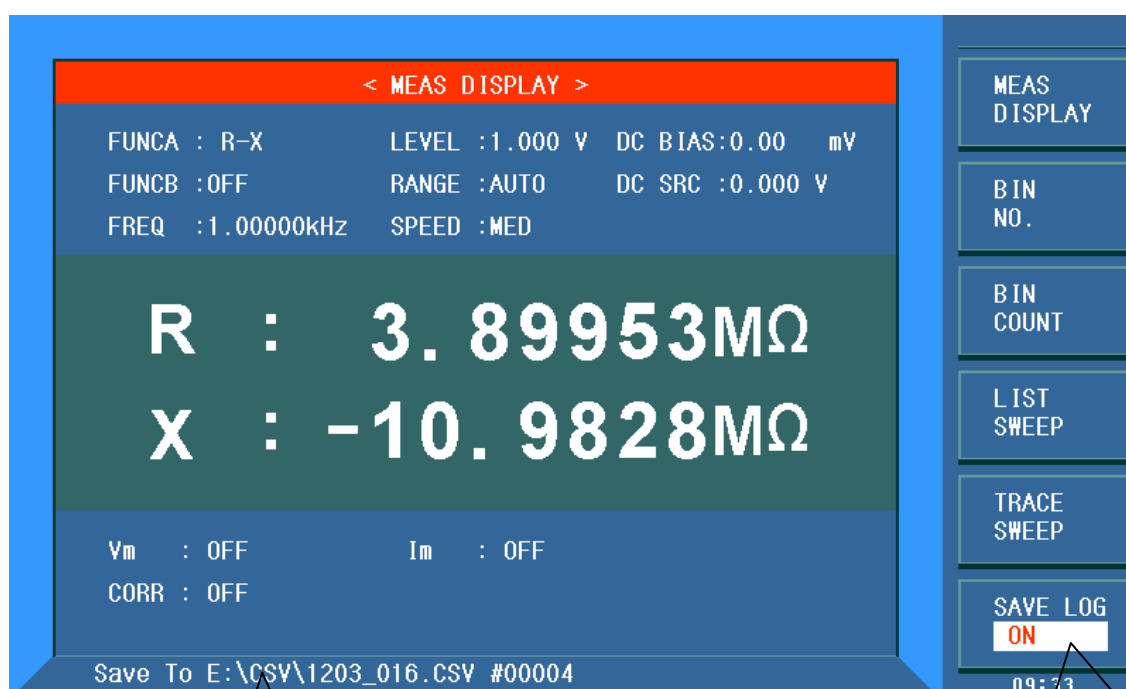 < MEAS DISPLAY >
FUNCA : R-X LEVEL :1.000 V DC BIAS:0.00 mV
FUNCB :OFF RANGE :AUTO DC SRC :0.000 V
FREQ :1.00000kHz SPEED :MED
R : 3.89953MΩ
X : -10.9828MΩ
Vm : OFF Im : OFF
CORR : OFF
Save To E:\CSV\1203_016.CSV #00004
MEAS
DISPLAY
BIN
NO.
BIN
COUNT
LIST
SWEEP
TRACE
SWEEP
SAVE LOG
ON